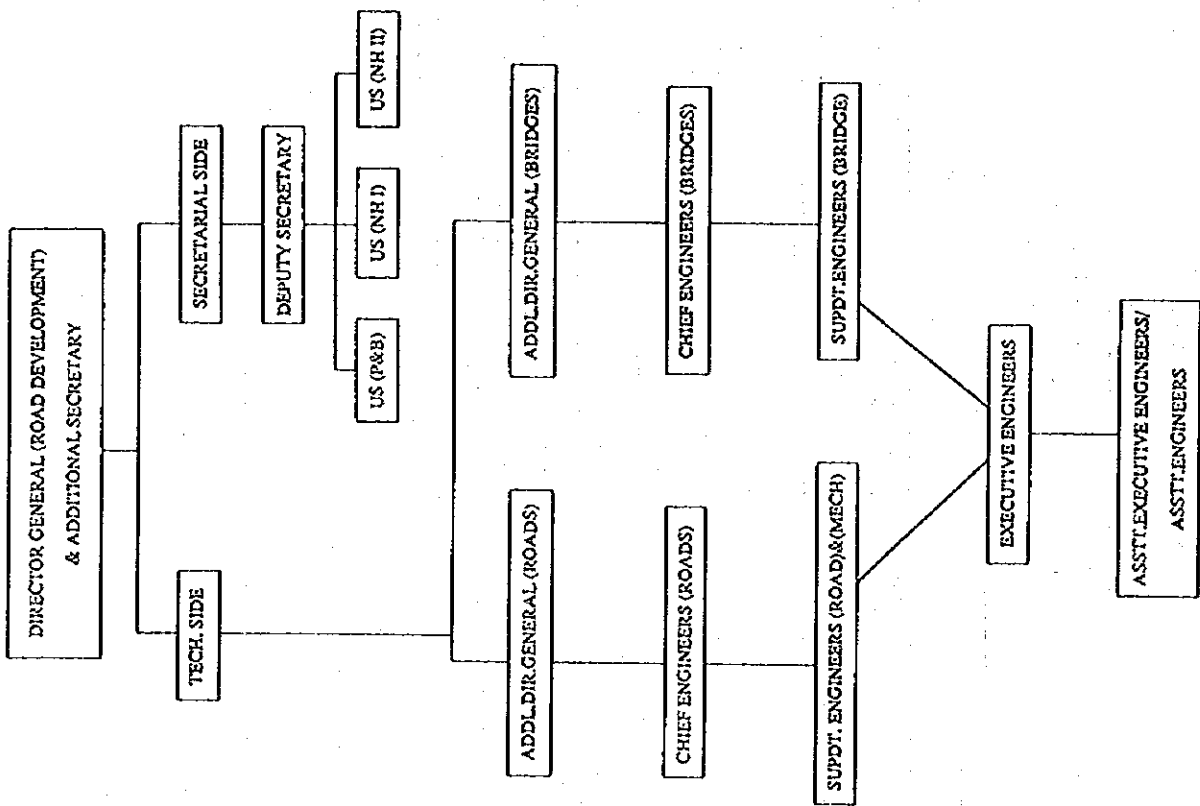 DIRECTOR GENERAL (ROAD DEVELOPMENT)
& ADDITIONAL SECRETARY
TECH. SIDE
SECRETARIAL SIDE
DEPUTY SECRETARY
US (P&B)
US (NH I)
US (NH II)
ADDL.DIR.GENERAL (ROADS)
ADDL.DIR.GENERAL (BRIDGES)
CHIEF ENGINEERS (ROADS)
CHIEF ENGINEERS (BRIDGES)
SUPDT. ENGINEERS (ROAD)&(MECH)
SUPDT.ENGINEERS (BRIDGE)
EXECUTIVE ENGINEERS
ASSTT.EXECUTIVE ENGINEERS/
ASSTT.ENGINEERS